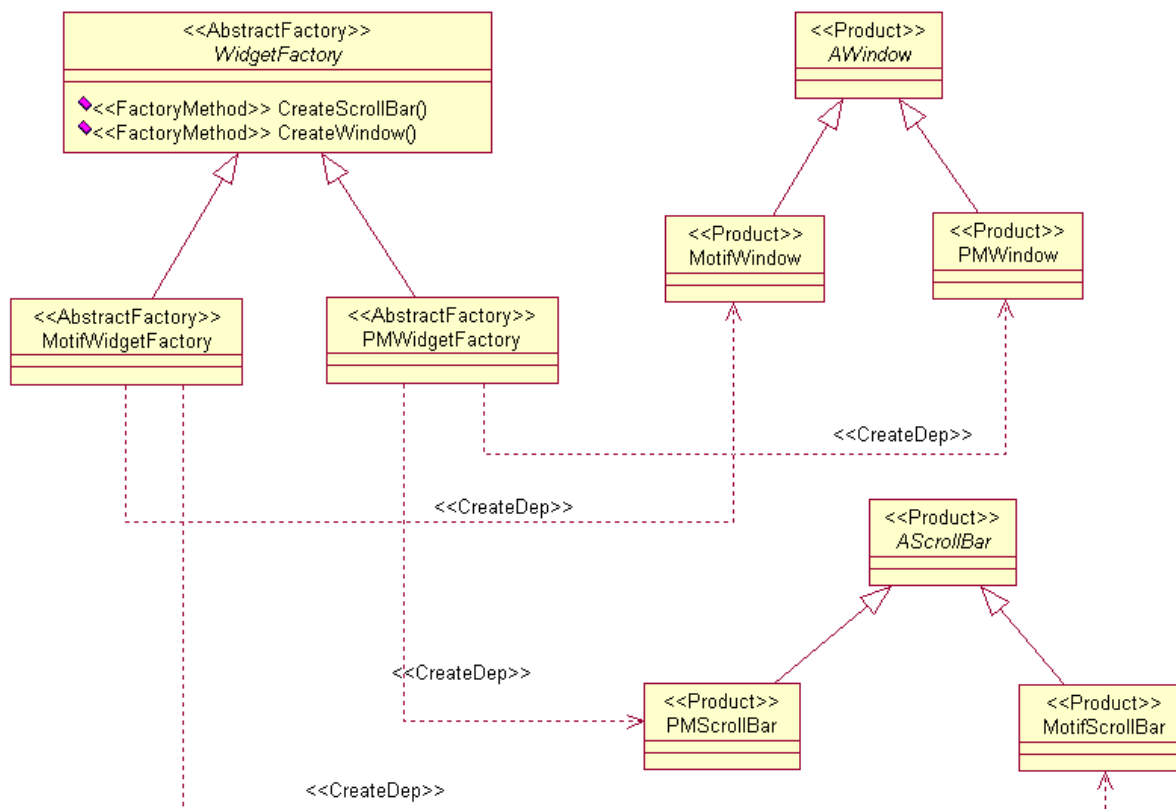 <<AbstractFactory>>
WidgetFactory
<<FactoryMethod>> CreateScrollBar()
<<FactoryMethod>> CreateWindow()
<<Product>>
AWindow
<<Product>>
MotifWindow
<<Product>>
PMWindow
<<AbstractFactory>>
MotifWidgetFactory
<<AbstractFactory>>
PMWidgetFactory
<<CreateDep>>
<<CreateDep>>
<<Product>>
AScrollBar
<<CreateDep>>
<<Product>>
PMScrollBar
<<Product>>
MotifScrollBar
<<CreateDep>>